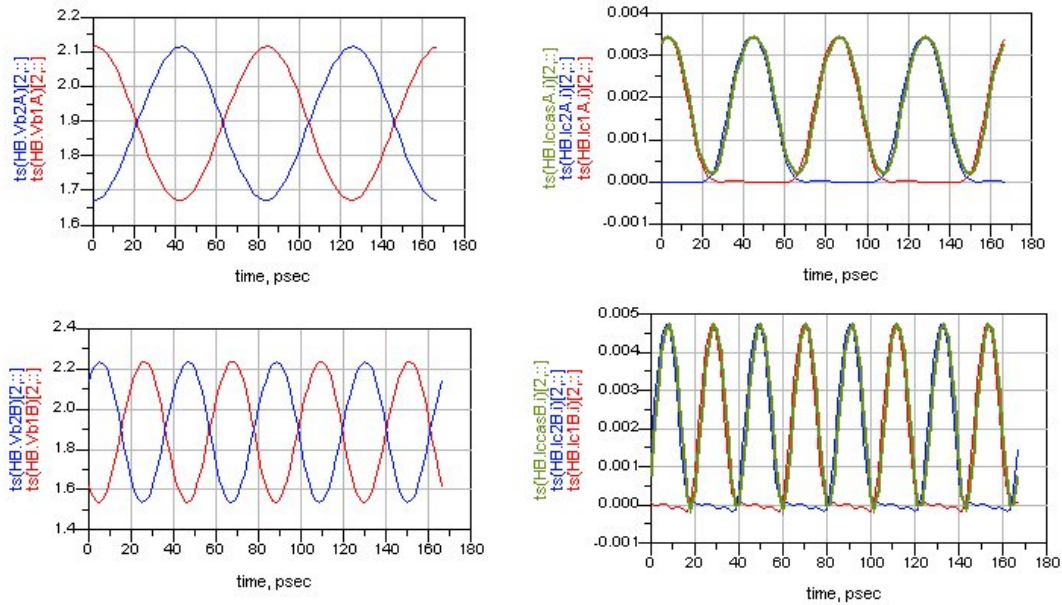 ts(HB.Vb2A)[2,::]
ts(HB.Vb1A)[2,::]
2.2
2.1
2.0
1.9
1.8
1.7
1.6
0 20 40 60 80 100 120 140 160 180
time, psec
ts(HB.IccasA.i)[2,::]
ts(HB.Ic2A.i)[2,::]
ts(HB.Ic1A.i)[2,::]
0.004
0.003
0.002
0.001
0.000
-0.001
0 20 40 60 80 100 120 140 160 180
time, psec
ts(HB.Vb2B)[2,::]
ts(HB.Vb1B)[2,::]
2.4
2.2
2.0
1.8
1.6
1.4
0 20 40 60 80 100 120 140 160 180
time, psec
ts(HB.IccasB.i)[2,::]
ts(HB.Ic2B.i)[2,::]
ts(HB.Ic1B.i)[2,::]
0.005
0.004
0.003
0.002
0.001
0.000
-0.001
0 20 40 60 80 100 120 140 160 180
time, psec